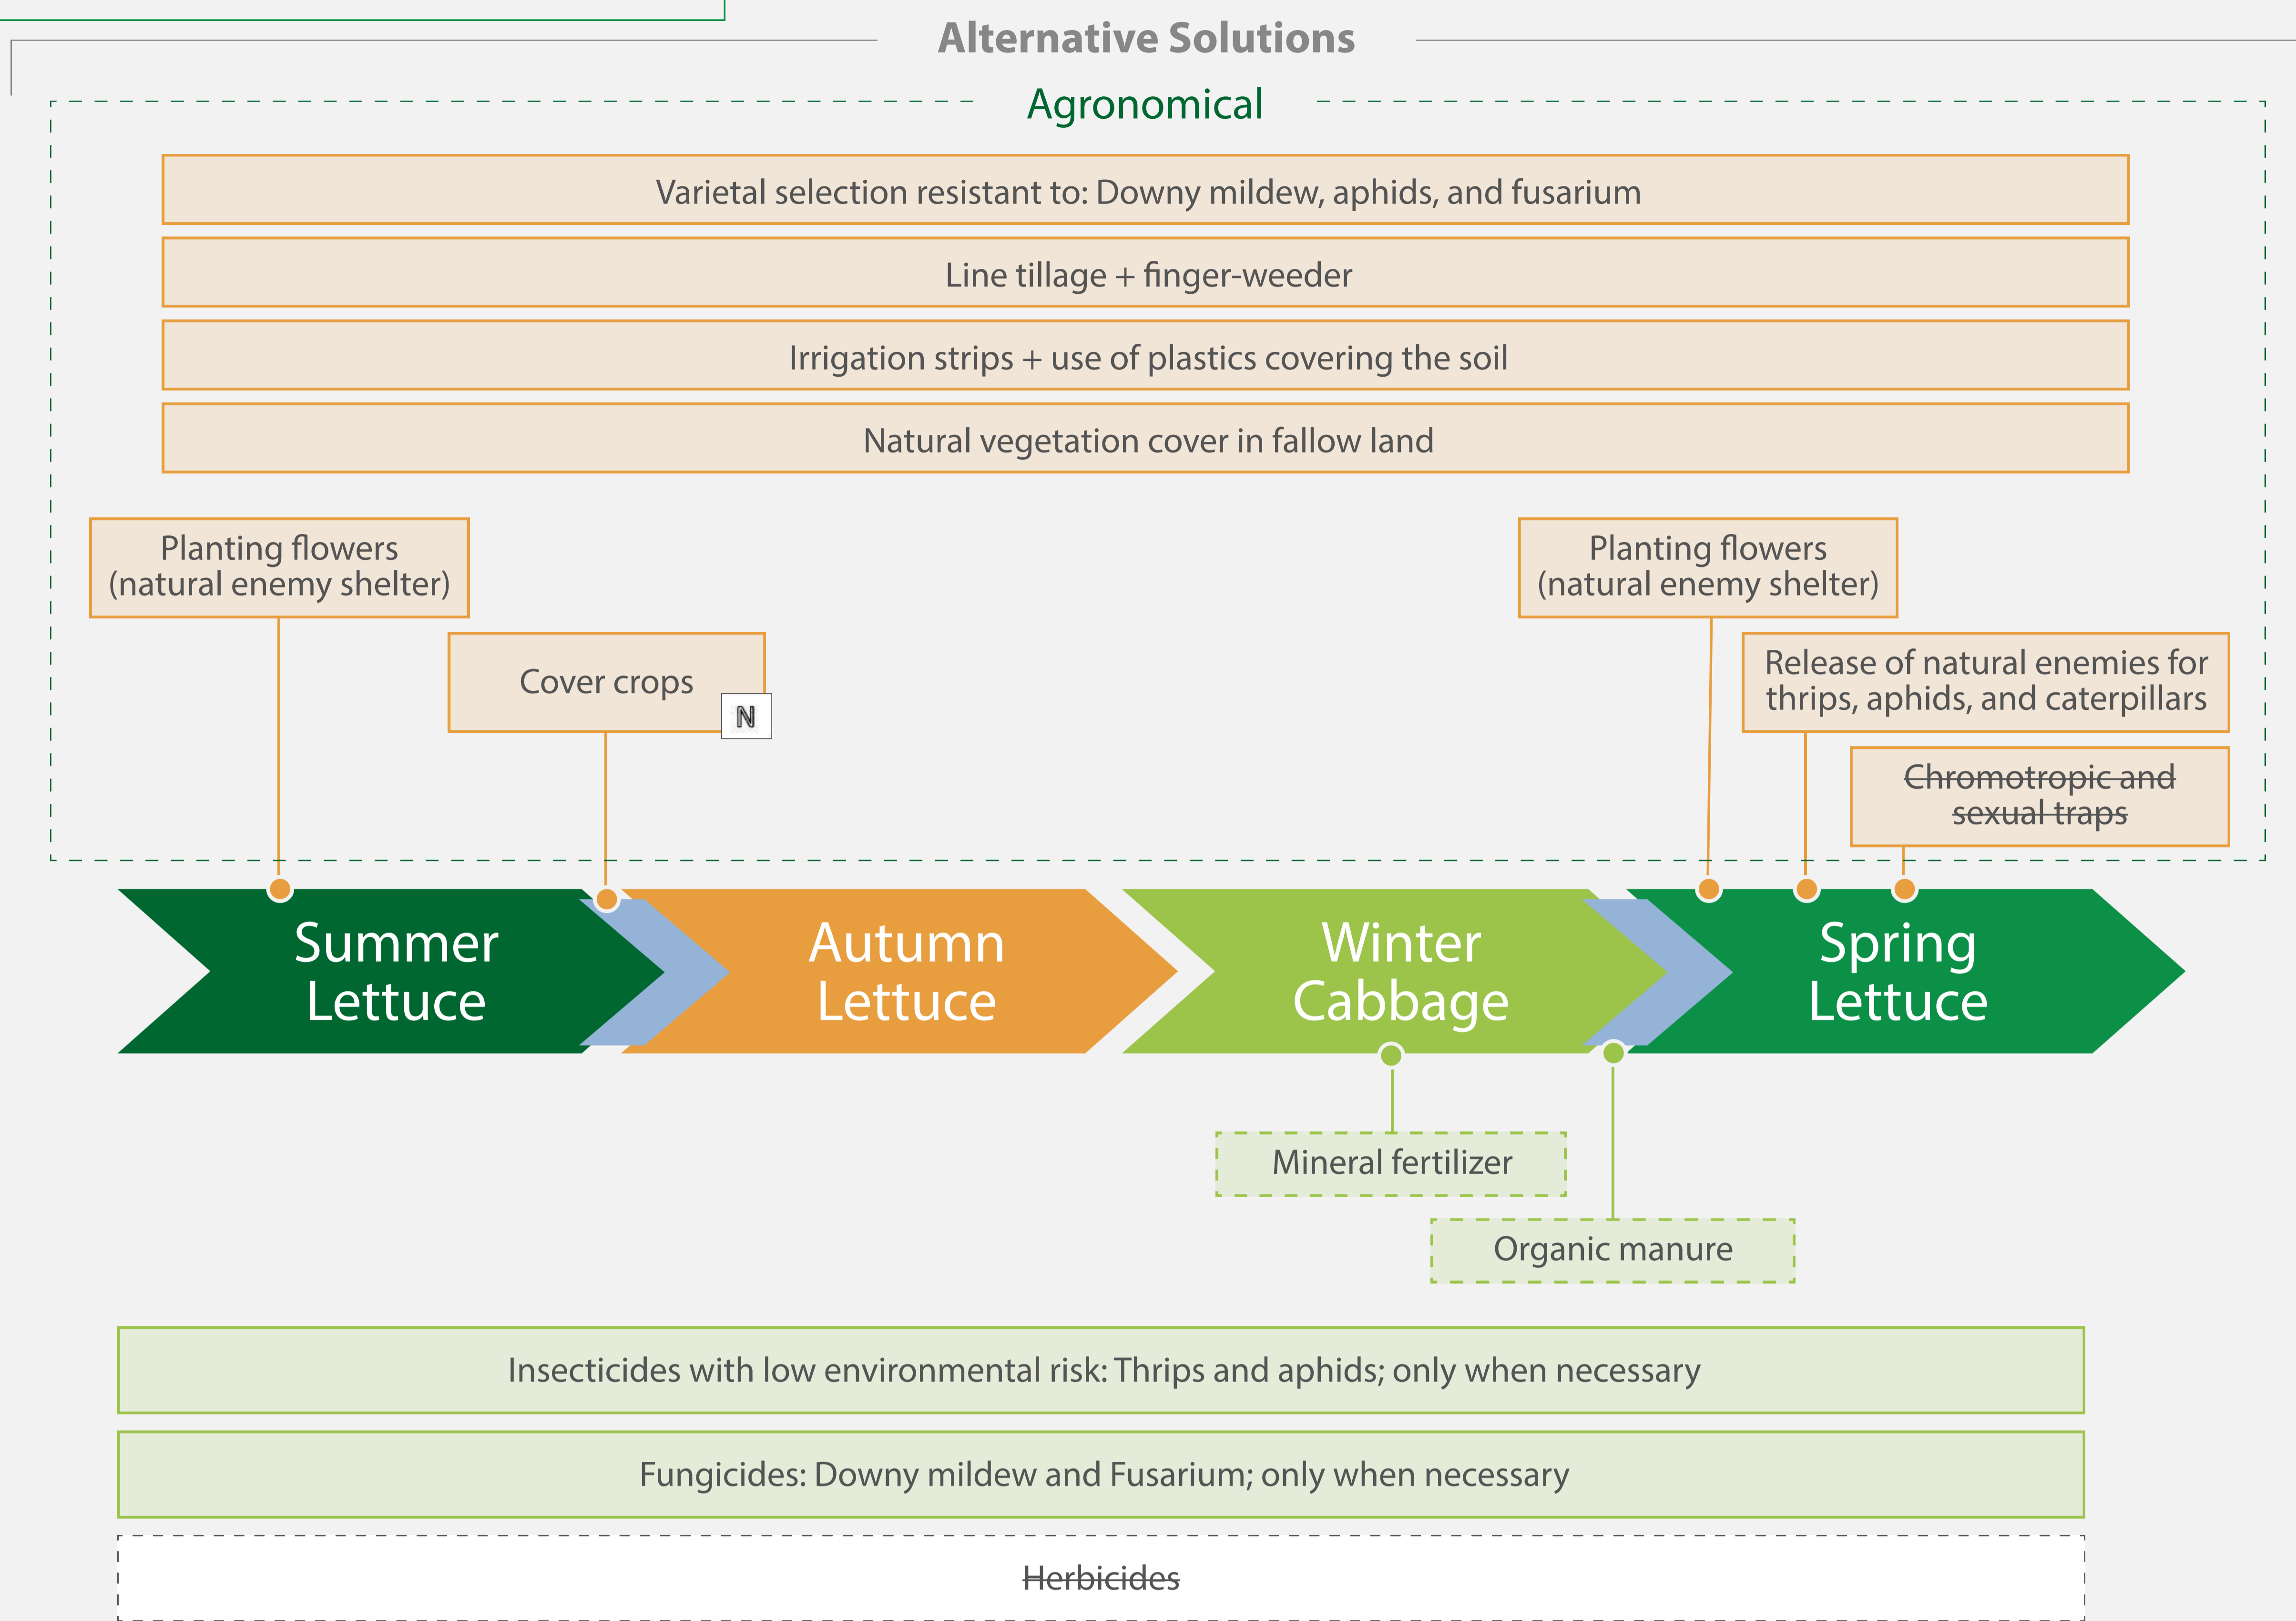 Alternative Solutions
Agronomical
Varietal selection resistant to: Downy mildew, aphids, and fusarium
Line tillage + finger-weeder
Irrigation strips + use of plastics covering the soil
Natural vegetation cover in fallow land
Planting flowers
(natural enemy shelter)
Cover crops
N
Planting flowers
(natural enemy shelter)
Release of natural enemies for
thrips, aphids, and caterpillars
Chromotropic and
sexual traps
Summer
Lettuce
Autumn
Lettuce
Winter
Cabbage
Spring
Lettuce
Mineral fertilizer
Organic manure
Insecticides with low environmental risk: Thrips and aphids; only when necessary
Fungicides: Downy mildew and Fusarium; only when necessary
Herbicides